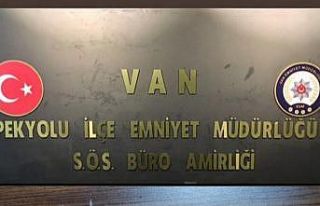 VAN
PEKYOLU İLÇE EMNİYET MÜDÜRLÜĞÜ
S.Ö.S. BÜRO AMİRLİĞİ